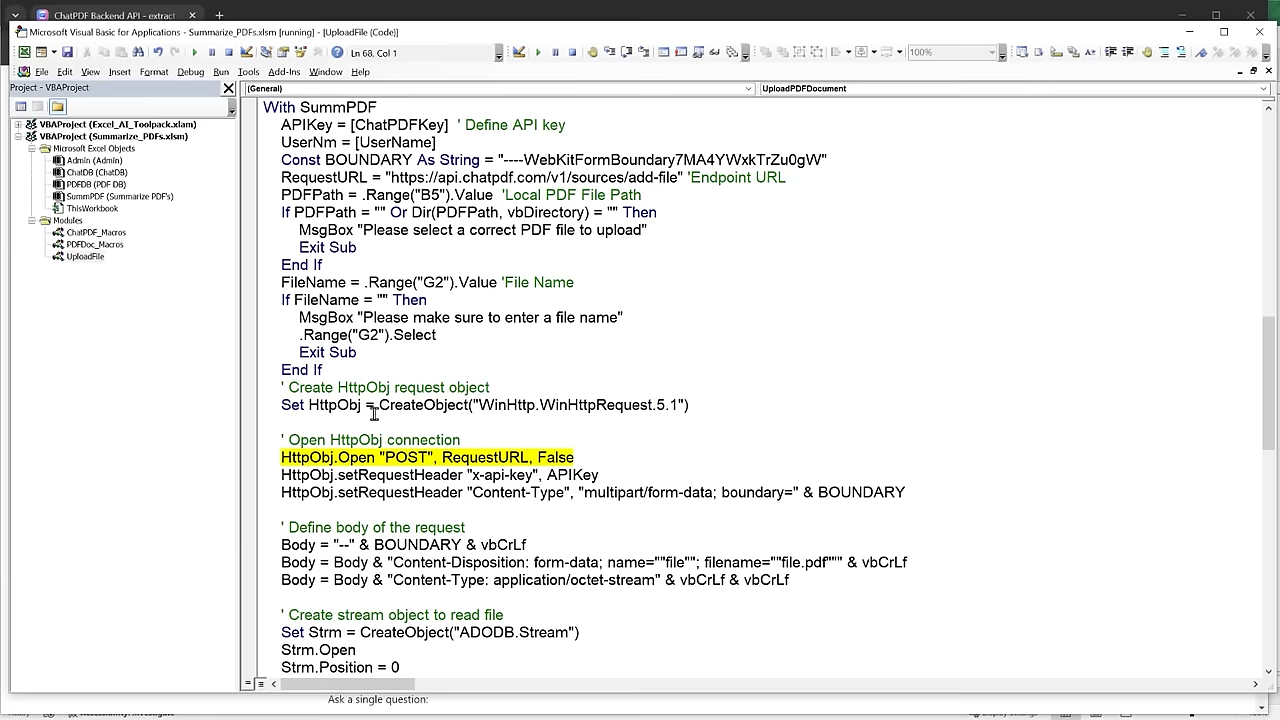 ChatPDF Backend API - extract
Microsoft Visual Basic for Applications - Summarize_PDFs.xlsm [running] - [UploadFile (Code)]
Ln 68, Col 1
100%
File Edit View Insert Format Debug Run Tools Add-Ins Window Help
Project - VBAProject
(General)
UploadPDFDocument
VBAProject (Excel_AI_Toolpack.xlam)
VBAProject (Summarize_PDFs.xlsm)
Microsoft Excel Objects
Admin (Admin)
ChatDB (ChatDB)
PDFDB (PDF DB)
SummPDF (Summarize PDF's)
ThisWorkbook
Modules
ChatPDF_Macros
PDFDoc_Macros
UploadFile
With SummPDF
APIKey = [ChatPDFKey] ' Define API key
UserNm = [UserName]
Const BOUNDARY As String = "----WebKitFormBoundary7MA4YWxkTrZu0gW"
RequestURL = "https://api.chatpdf.com/v1/sources/add-file" 'Endpoint URL
PDFPath = .Range("B5").Value 'Local PDF File Path
If PDFPath = "" Or Dir(PDFPath, vbDirectory) = "" Then
MsgBox "Please select a correct PDF file to upload"
Exit Sub
End If
FileName = .Range("G2").Value 'File Name
If FileName = "" Then
MsgBox "Please make sure to enter a file name"
.Range("G2").Select
Exit Sub
End If
' Create HttpObj request object
Set HttpObj = CreateObject("WinHttp.WinHttpRequest.5.1")
' Open HttpObj connection
HttpObj.Open "POST", RequestURL, False
HttpObj.setRequestHeader "x-api-key", APIKey
HttpObj.setRequestHeader "Content-Type", "multipart/form-data; boundary=" & BOUNDARY
' Define body of the request
Body = "--" & BOUNDARY & vbCrLf
Body = Body & "Content-Disposition: form-data; name=""file""; filename=""file.pdf""" & vbCrLf
Body = Body & "Content-Type: application/octet-stream" & vbCrLf & vbCrLf
' Create stream object to read file
Set Strm = CreateObject("ADODB.Stream")
Strm.Open
Strm.Position = 0
Ask a single question: